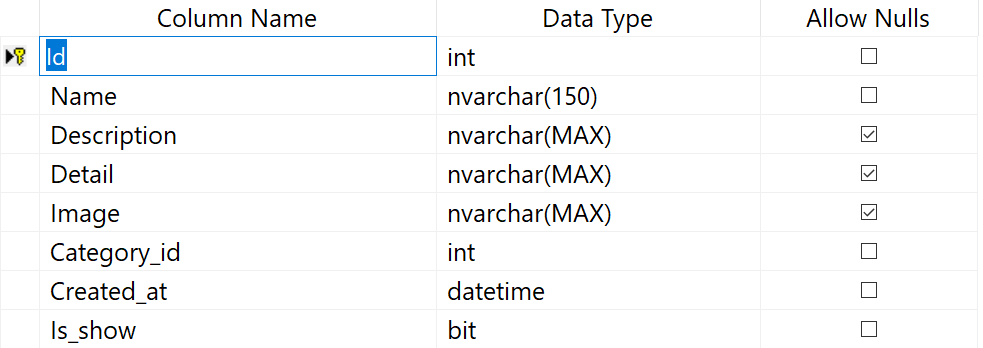 Column Name Data Type Allow Nulls
Id int
Name nvarchar(150)
Description nvarchar(MAX)
Detail nvarchar(MAX)
Image nvarchar(MAX)
Category_id int
Created_at datetime
Is_show bit